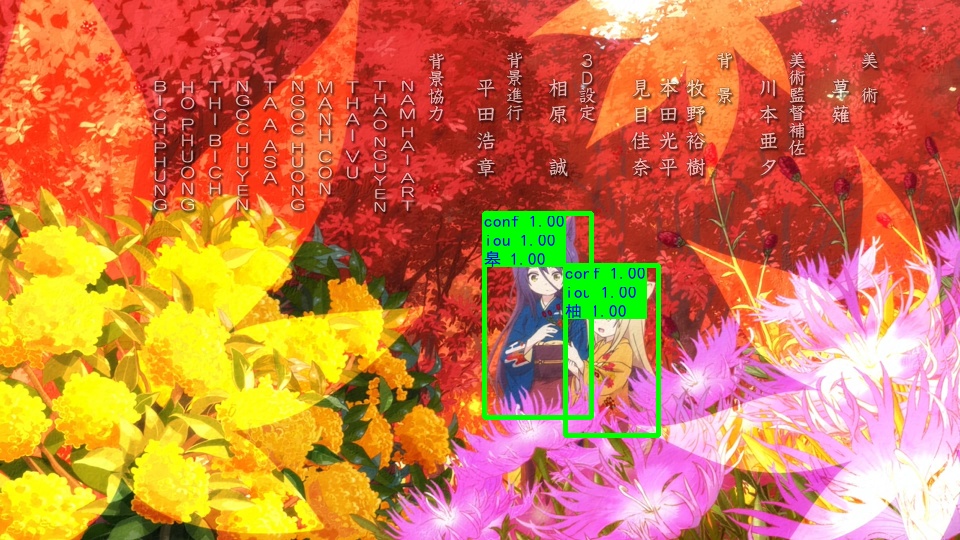 美術
草薙
美術監督補佐
川本亜夕
背景
牧野裕樹
本田光平
見目佳奈
3D設定
相原 誠
背景進行
平田浩章
背景協力
NAM HAI ART
THAO NGUYEN
THAI VU
MANH CON
NGOC HUONG
TA A ASA
NGOC HUYEN
THI BICH
HO PHUONG
BICH PHUNG
conf 1.00
iou 1.00
皋 1.00
conf 1.00
iou 1.00
柚 1.00